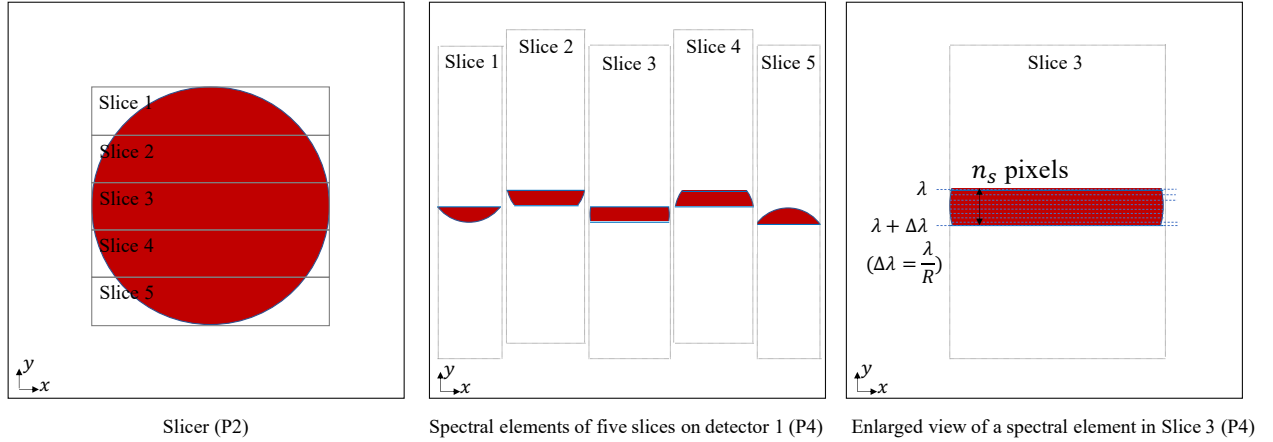 Slice 1
Slice 2
Slice 3
Slice 4
Slice 5
y
x
Slicer (P2)
Slice 1
Slice 2
Slice 3
Slice 4
Slice 5
y
x
Spectral elements of five slices on detector 1 (P4)
Slice 3
n_s pixels
λ
λ + Δλ
(Δλ = λ/R)
y
x
Enlarged view of a spectral element in Slice 3 (P4)